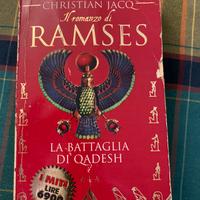 CHRISTIAN JACQ
Il romanzo di
RAMSES
LA BATTAGLIA
DI QADESH
I MITI
LIRE
6900